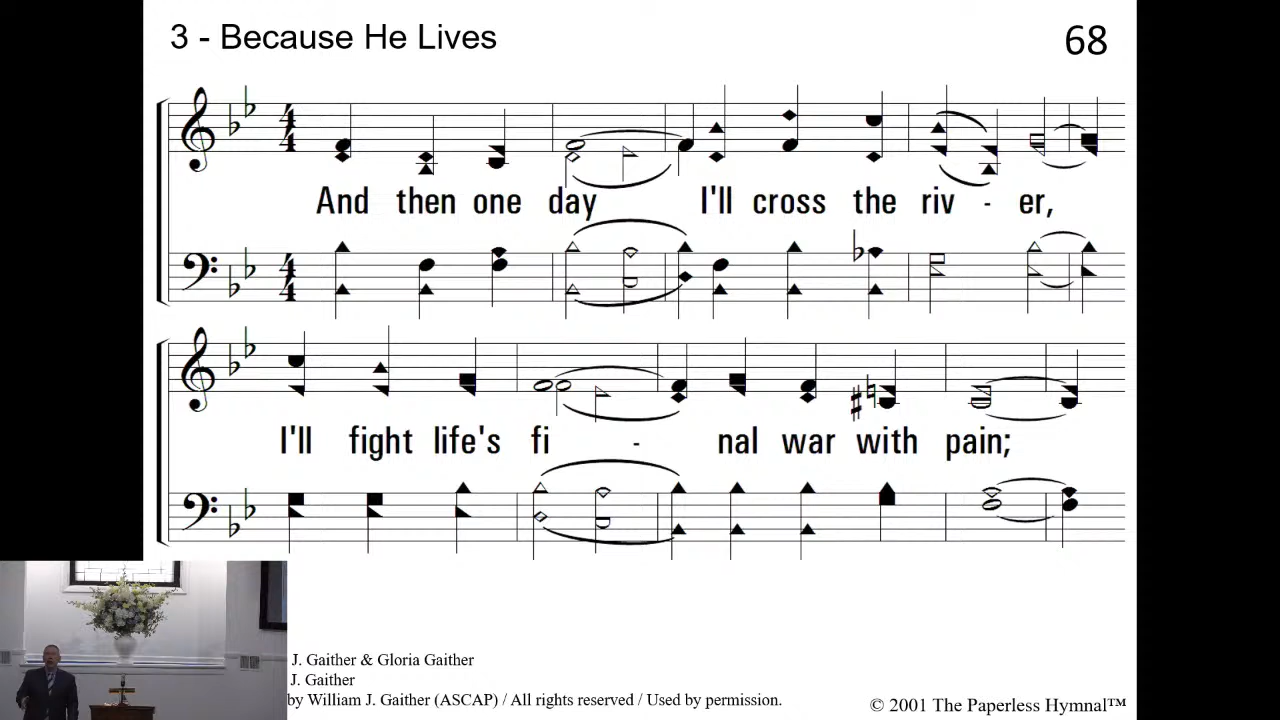 3 - Because He Lives
68
And then one day I'll cross the riv - er,
I'll fight life's fi - nal war with pain;
J. Gaither & Gloria Gaither
J. Gaither
by William J. Gaither (ASCAP) / All rights reserved / Used by permission.
© 2001 The Paperless Hymnal™